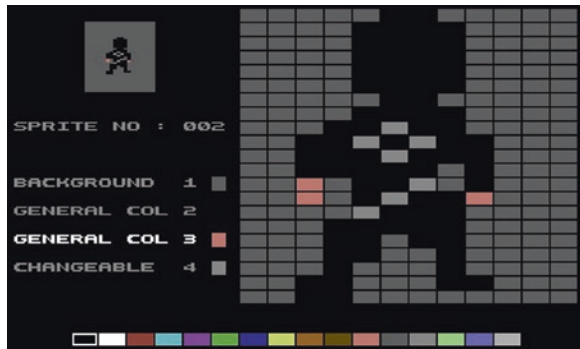 SPRITE NO : 002
BACKGROUND 1
GENERAL COL 2
GENERAL COL 3
CHANGEABLE 4